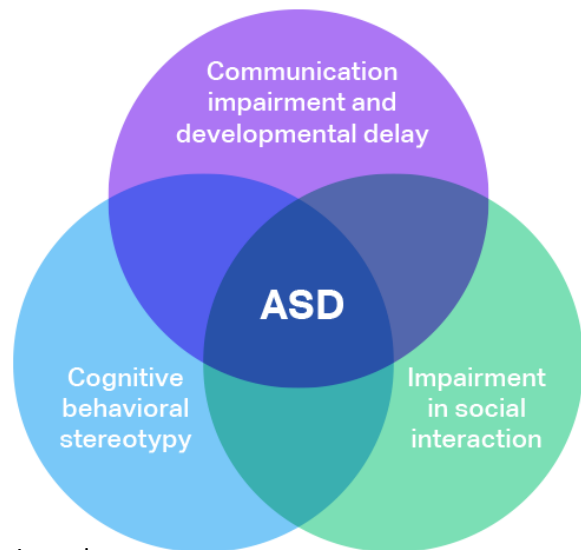 Communication
impairment and
developmental delay
ASD
Cognitive
behavioral
stereotypy
Impairment
in social
interaction